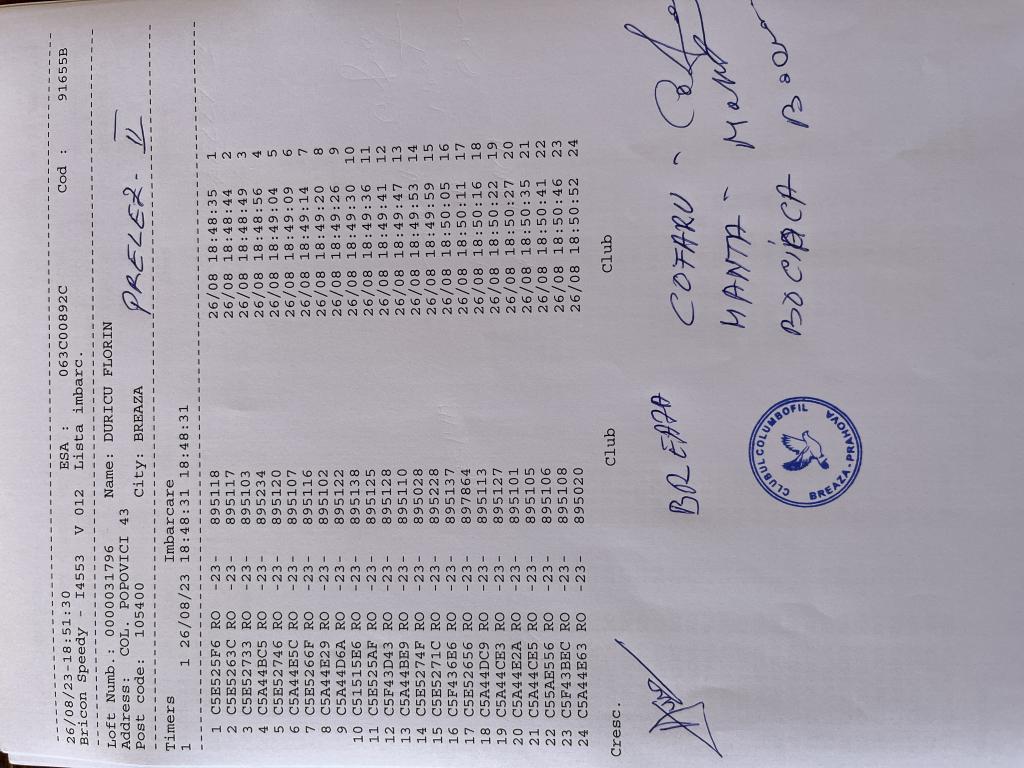 26/08/23-18:51:30 ESA : 063C00892C Cod : 91655B
Bricon Speedy - I4553 V 012 Lista imbarc.
Loft Numb.: 0000031796 Name: DURICU FLORIN
Address: COL. POPOVICI 43
Post code: 105400 City: BREAZA
PRELEZ - II
Timers Imbarcare
1 1 26/08/23 18:48:31 18:48:31
1 C5E525F6 RO -23- 895118 26/08 18:48:35 1
2 C5E5263C RO -23- 895117 26/08 18:48:44 2
3 C5E52733 RO -23- 895103 26/08 18:48:49 3
4 C5A44BC5 RO -23- 895234 26/08 18:48:56 4
5 C5E52746 RO -23- 895120 26/08 18:49:04 5
6 C5A44E5C RO -23- 895107 26/08 18:49:09 6
7 C5E5266F RO -23- 895116 26/08 18:49:14 7
8 C5A44E29 RO -23- 895102 26/08 18:49:20 8
9 C5A44D6A RO -23- 895122 26/08 18:49:26 9
10 C51515E6 RO -23- 895138 26/08 18:49:30 10
11 C5E525AF RO -23- 895125 26/08 18:49:36 11
12 C5F43D43 RO -23- 895128 26/08 18:49:41 12
13 C5A44BE9 RO -23- 895110 26/08 18:49:47 13
14 C5E5274F RO -23- 895028 26/08 18:49:53 14
15 C5E5271C RO -23- 895228 26/08 18:49:59 15
16 C5F436E6 RO -23- 895137 26/08 18:50:05 16
17 C5E52656 RO -23- 897864 26/08 18:50:11 17
18 C5A44DC9 RO -23- 895113 26/08 18:50:16 18
19 C5A44CE3 RO -23- 895127 26/08 18:50:22 19
20 C5A44E2A RO -23- 895101 26/08 18:50:27 20
21 C5A44CE5 RO -23- 895105 26/08 18:50:35 21
22 C5AAE556 RO -23- 895106 26/08 18:50:41 22
23 C5F43BEC RO -23- 895108 26/08 18:50:46 23
24 C5A44E63 RO -23- 895020 26/08 18:50:52 24
Cresc. Club Club
BREAZA COTARU -
MANTA -
BOCIOACA
CLUBUL COLUMBOFIL
BREAZA - PRAHOVA